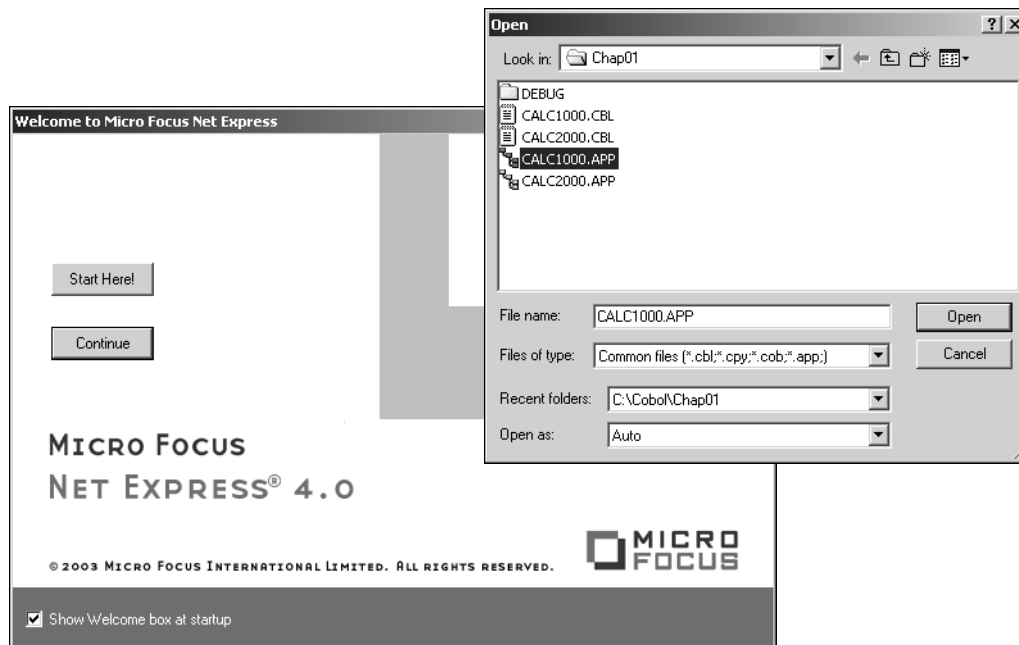 Open
Look in: Chap01
DEBUG
CALC1000.CBL
CALC2000.CBL
CALC1000.APP
CALC2000.APP
File name: CALC1000.APP Open
Files of type: Common files (*.cbl;*.cpy;*.cob;*.app;) Cancel
Recent folders: C:\Cobol\Chap01
Open as: Auto
Welcome to Micro Focus Net Express
Start Here!
Continue
MICRO FOCUS
NET EXPRESS® 4.0
© 2003 MICRO FOCUS INTERNATIONAL LIMITED. ALL RIGHTS RESERVED.
MICRO
FOCUS
Show Welcome box at startup